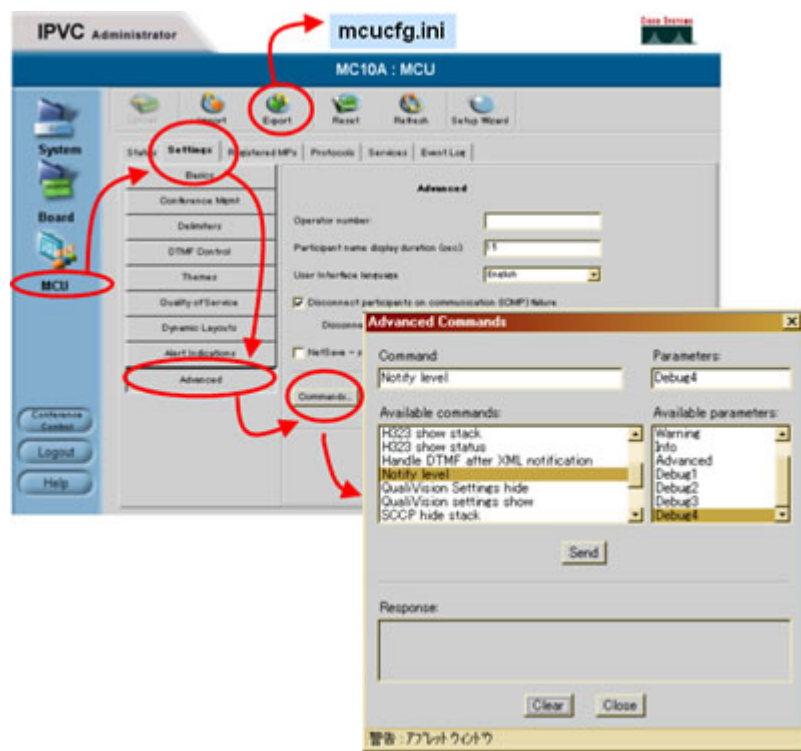 IPVC Administrator
mcucfg.ini
Cisco Systems
MC10A : MCU
Import
Export
Reset
Refresh
Setup Wizard
System
Board
MCU
Conference Control
Logout
Help
Status
Settings
Registered MPs
Protocols
Services
Event Log
Basics
Conference Mgmt
Delimiters
DTMF Control
Themes
Quality of Service
Dynamic Layouts
Alert Indications
Advanced
Advanced
Operator number:
Participant name display duration (sec)
15
User Interface language
English
Disconnect participants on communication (ICMP) failure
NetSave -
Commands...
Advanced Commands
Command:
Parameters:
Notify level
Debug4
Available commands:
Available parameters:
H323 show stack
H323 show status
Handle DTMF after XML notification
Notify level
QualiVision Settings hide
QualiVision settings show
SCCP hide stack
Warning
Info
Advanced
Debug1
Debug2
Debug3
Debug4
Send
Response:
Clear
Close
警告 : アプレット ウィンドウ